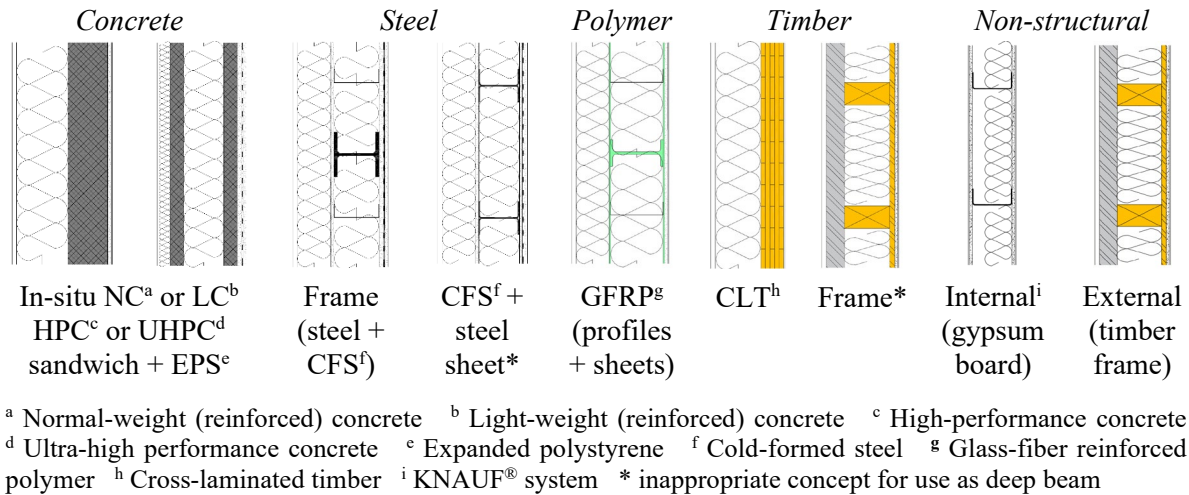 Concrete Steel Polymer Timber Non-structural
In-situ NCᵃ or LCᵇ
HPCᶜ or UHPCᵈ
sandwich + EPSᵉ
Frame
(steel +
CFSᶠ)
CFSᶠ +
steel
sheet*
GFRPᵍ
(profiles
+ sheets)
CLTʰ
Frame*
Internalⁱ
(gypsum
board)
External
(timber
frame)
ᵃ Normal-weight (reinforced) concrete ᵇ Light-weight (reinforced) concrete ᶜ High-performance concrete
ᵈ Ultra-high performance concrete ᵉ Expanded polystyrene ᶠ Cold-formed steel ᵍ Glass-fiber reinforced
polymer ʰ Cross-laminated timber ⁱ KNAUF® system * inappropriate concept for use as deep beam